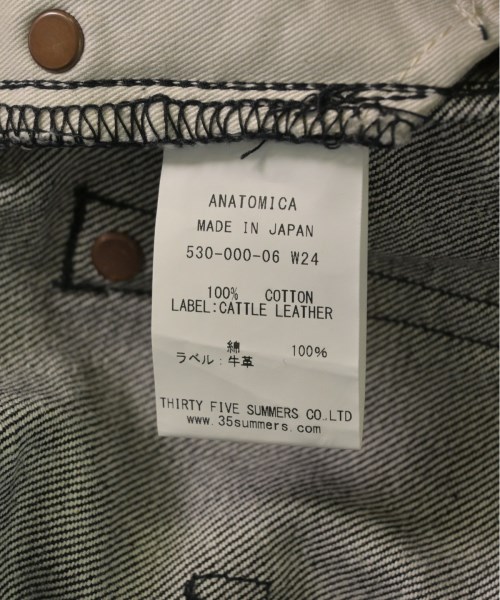 ANATOMICA
MADE IN JAPAN
530-000-06 W24
100% COTTON
LABEL:CATTLE LEATHER
綿 100%
ラベル:牛革
THIRTY FIVE SUMMERS CO.LTD
www.35summers.com